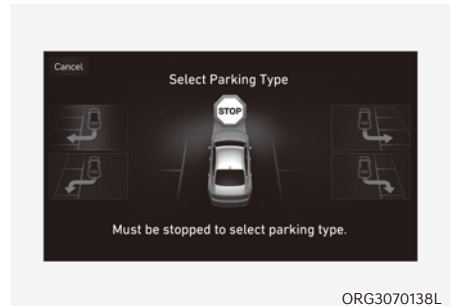 Cancel
Select Parking Type
STOP
Must be stopped to select parking type.
ORG3070138L